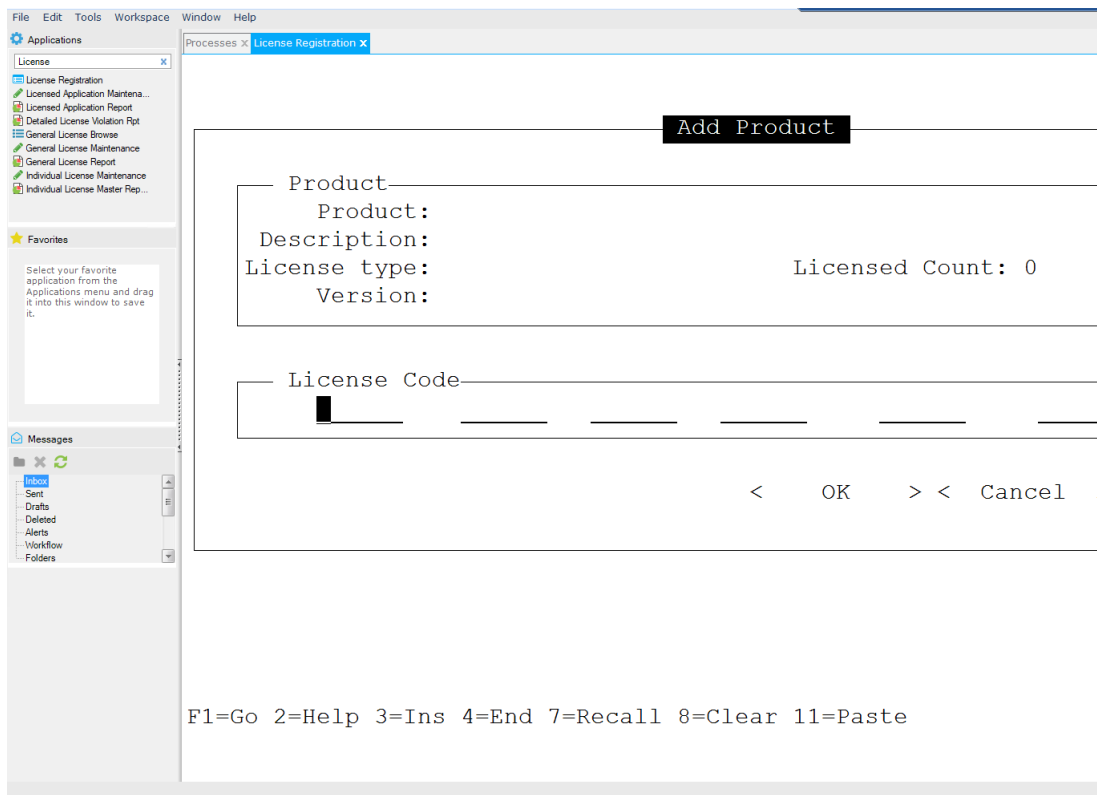 File Edit Tools Workspace Window Help
Applications
License x
License Registration
Licensed Application Maintena...
Licensed Application Report
Detailed License Violation Rpt
General License Browse
General License Maintenance
General License Report
Individual License Maintenance
Individual License Master Rep...
Favorites
Select your favorite
application from the
Applications menu and drag
it into this window to save
it.
Messages
Inbox
Sent
Drafts
Deleted
Alerts
Workflow
Folders
Processes x License Registration x
Add Product
Product
Product:
Description:
License type: Licensed Count: 0
Version:
License Code
< OK > < Cancel
F1=Go 2=Help 3=Ins 4=End 7=Recall 8=Clear 11=Paste